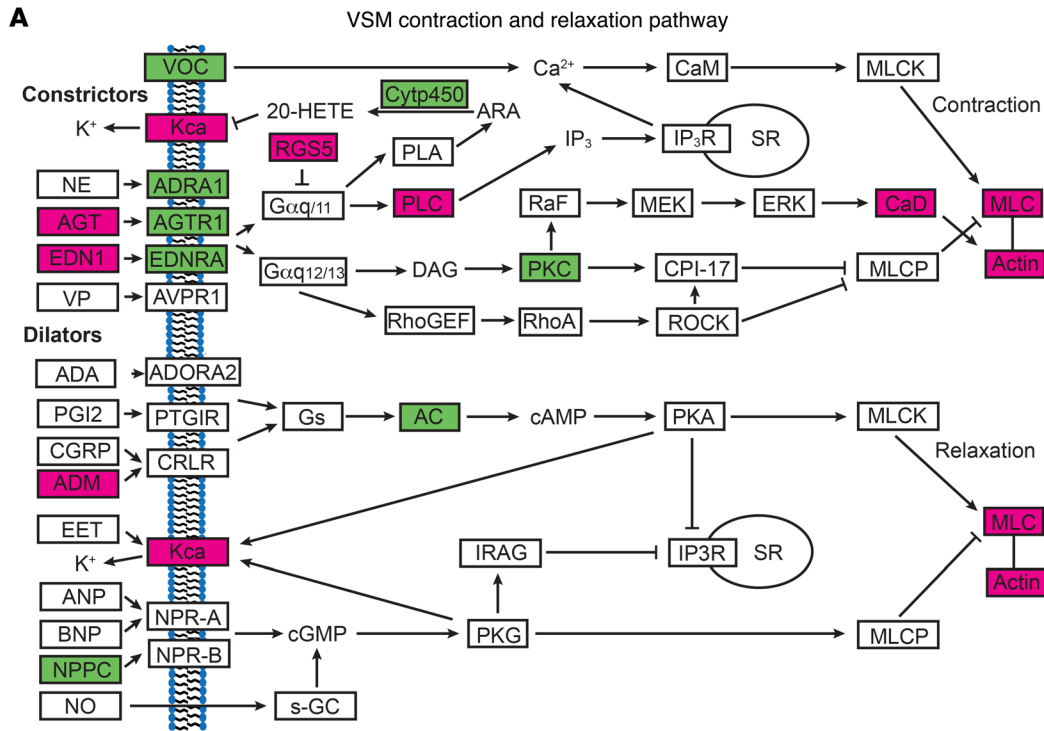 A
VSM contraction and relaxation pathway
VOC
Ca²⁺
CaM
MLCK
Constrictors
Cytp450
K⁺
Kca
20-HETE
ARA
Contraction
RGS5
PLA
IP₃
IP₃R
SR
NE
ADRA1
AGT
AGTR1
Gαq/11
PLC
RaF
MEK
ERK
CaD
MLC
EDN1
EDNRA
Gαq12/13
DAG
PKC
CPI-17
MLCP
Actin
VP
AVPR1
RhoGEF
RhoA
ROCK
Dilators
ADA
ADORA2
PGI2
PTGIR
Gs
AC
cAMP
PKA
MLCK
CGRP
CRLR
Relaxation
ADM
EET
Kca
K⁺
IRAG
IP3R
SR
MLC
Actin
ANP
NPR-A
BNP
cGMP
PKG
MLCP
NPPC
NPR-B
NO
s-GC